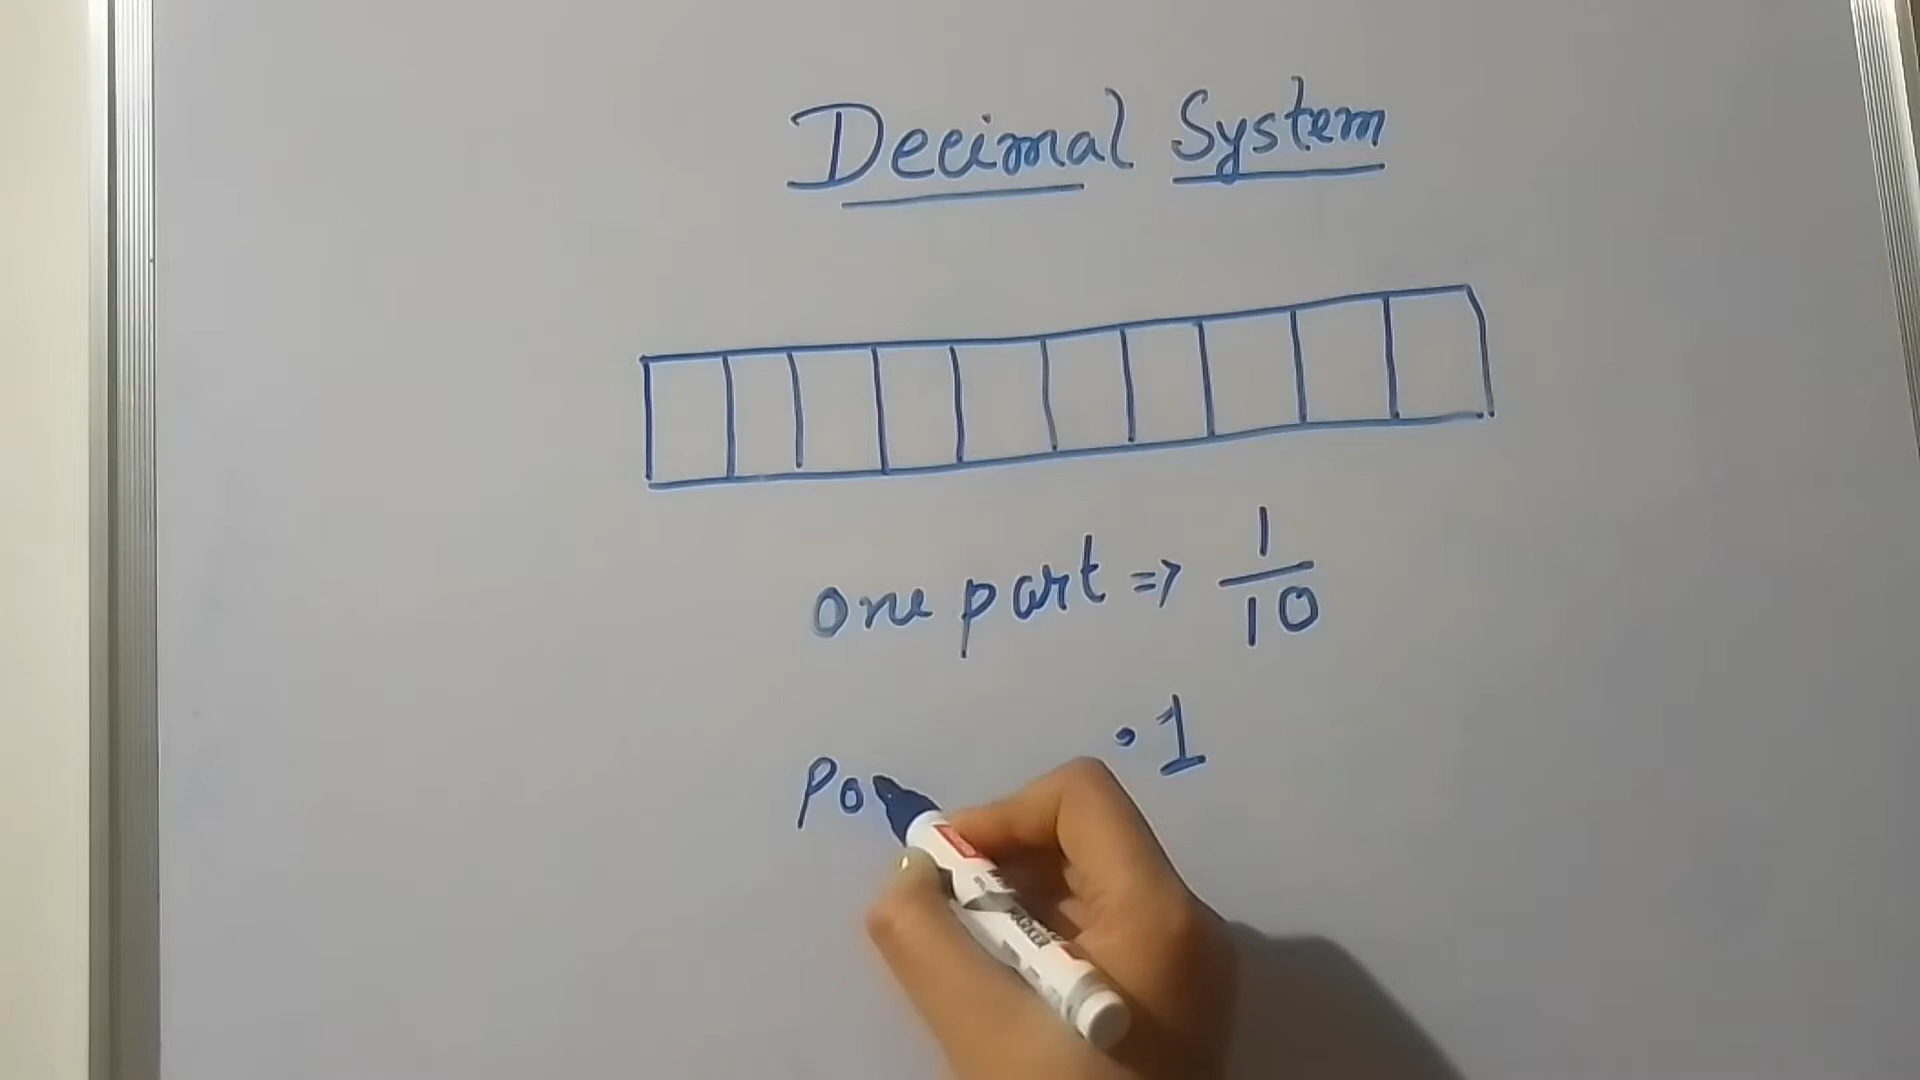 Decimal System
one part => 1/10
.1
Po